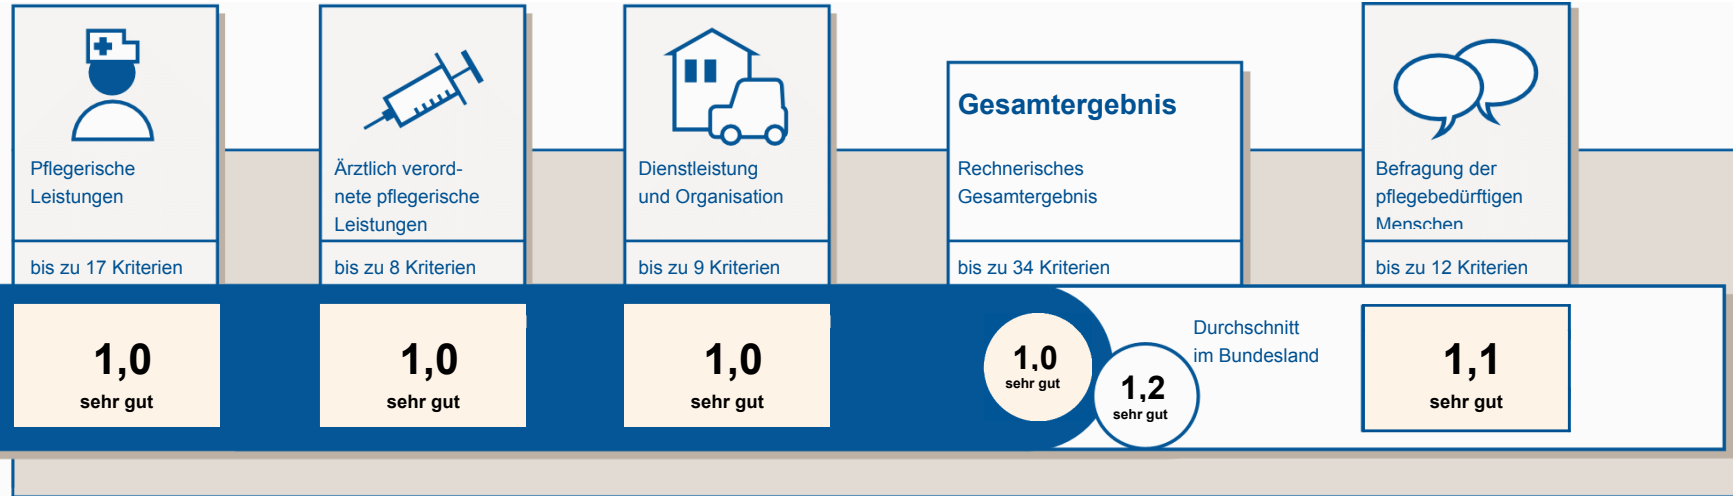 Pflegerische
Leistungen
bis zu 17 Kriterien
1,0
sehr gut
Ärztlich verord-
nete pflegerische
Leistungen
bis zu 8 Kriterien
1,0
sehr gut
Dienstleistung
und Organisation
bis zu 9 Kriterien
1,0
sehr gut
Gesamtergebnis
Rechnerisches
Gesamtergebnis
bis zu 34 Kriterien
1,0
sehr gut
1,2
sehr gut
Durchschnitt
im Bundesland
Befragung der
pflegebedürftigen
Menschen
bis zu 12 Kriterien
1,1
sehr gut